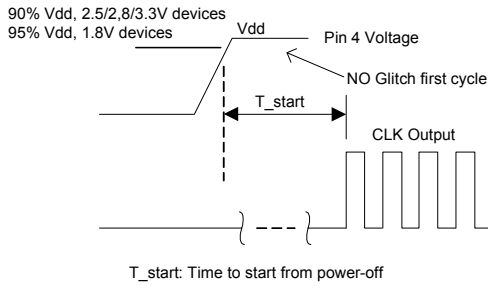 90% Vdd, 2.5/2,8/3.3V devices
95% Vdd, 1.8V devices
Vdd
Pin 4 Voltage
NO Glitch first cycle
T_start
CLK Output
T_start: Time to start from power-off